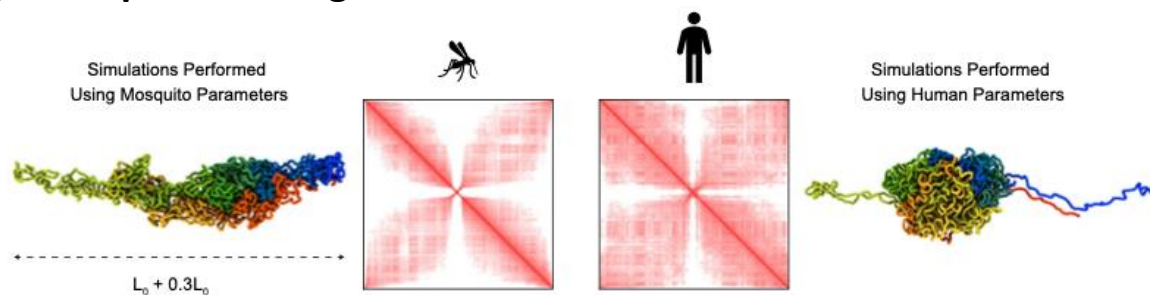 Simulations Performed
Using Mosquito Parameters
Simulations Performed
Using Human Parameters
L₀ + 0.3L₀